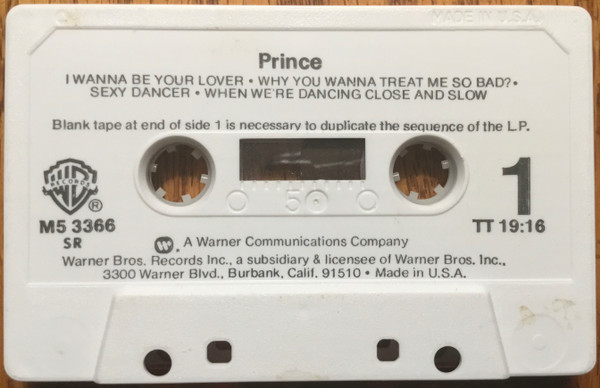 MADE IN U.S.A.
Prince
I WANNA BE YOUR LOVER • WHY YOU WANNA TREAT ME SO BAD? •
SEXY DANCER • WHEN WE'RE DANCING CLOSE AND SLOW
Blank tape at end of side 1 is necessary to duplicate the sequence of the L.P.
50
RECORDS
®
1
M5 3366
TT 19:16
SR
A Warner Communications Company
Warner Bros. Records Inc., a subsidiary & licensee of Warner Bros. Inc.,
3300 Warner Blvd., Burbank, Calif. 91510 • Made in U.S.A.